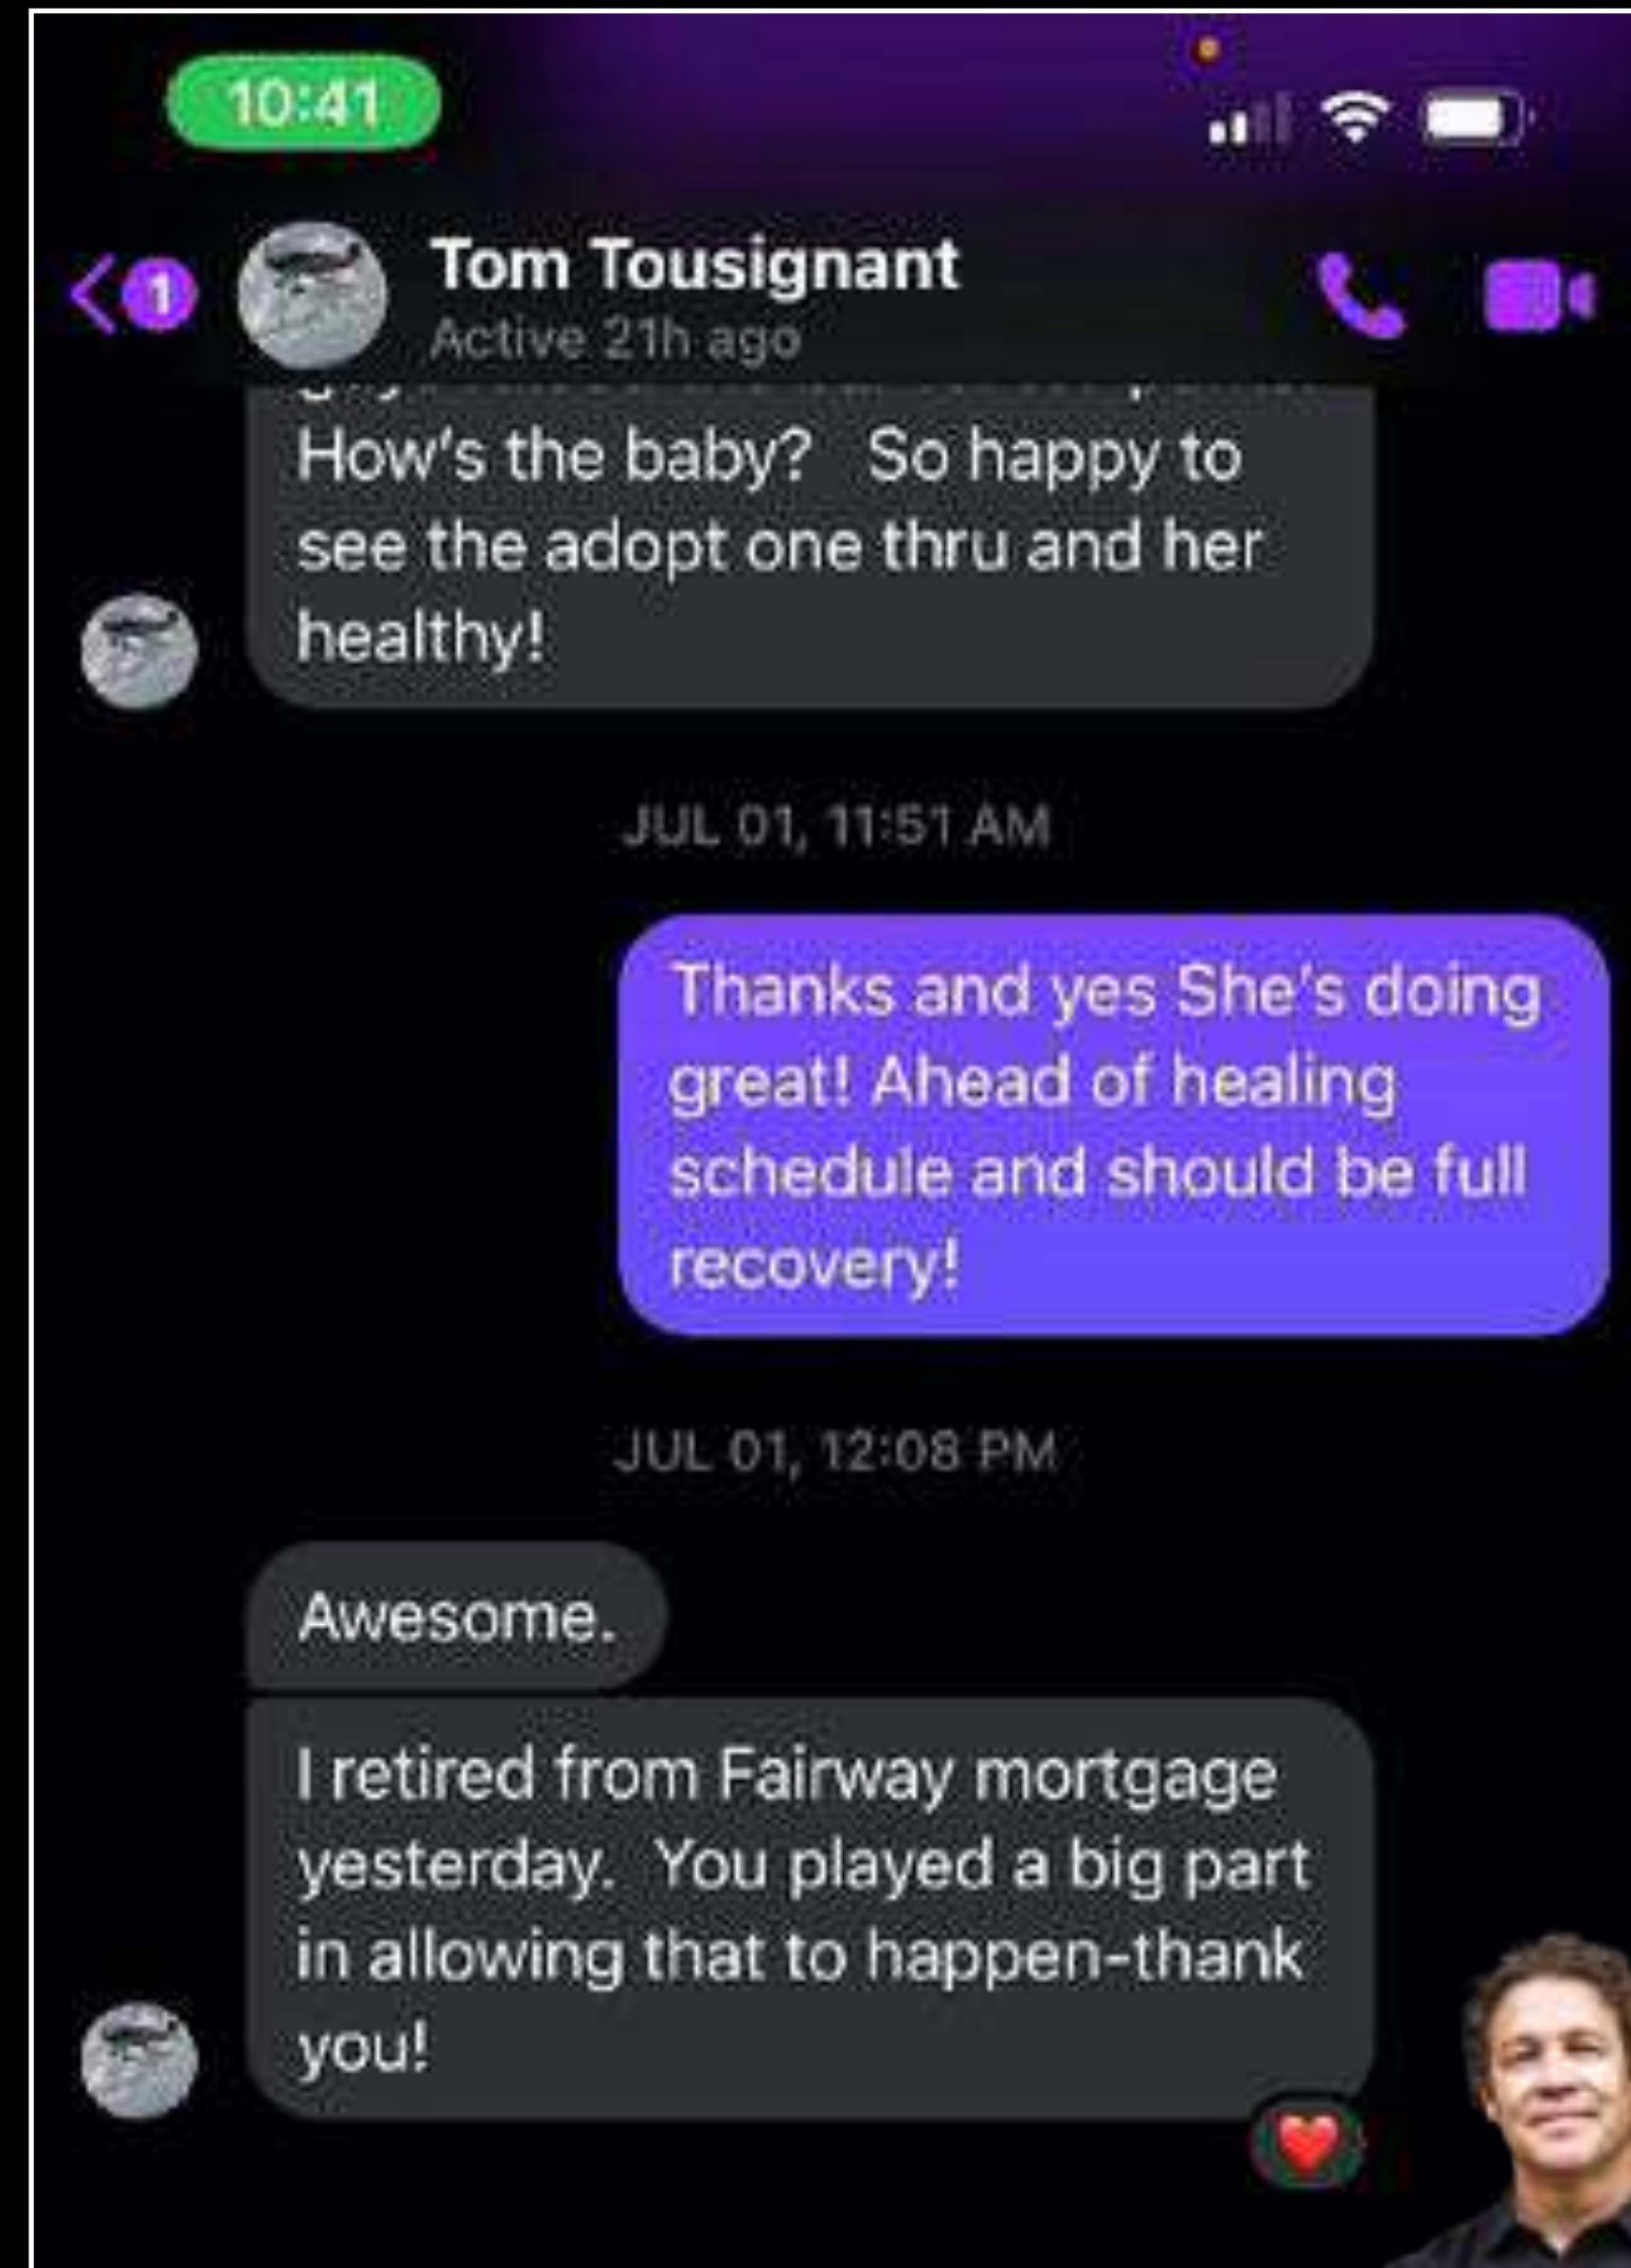 10:41
1
Tom Tousignant
Active 21h ago
How's the baby?   So happy to
see the adopt one thru and her
healthy!
JUL 01, 11:51 AM
Thanks and yes She's doing
great! Ahead of healing
schedule and should be full
recovery!
JUL 01, 12:08 PM
Awesome.
I retired from Fairway mortgage
yesterday.  You played a big part
in allowing that to happen-thank
you!